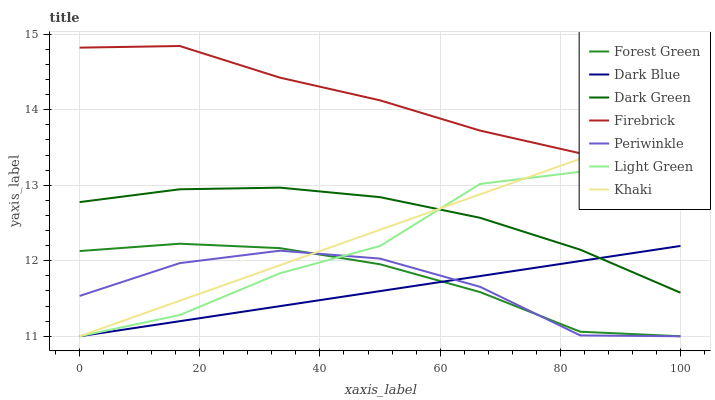 title
15
14
13
12
11
yaxis_label
0
20
40
60
80
100
xaxis_label
Forest Green
Dark Blue
Dark Green
Firebrick
Periwinkle
Light Green
Khaki